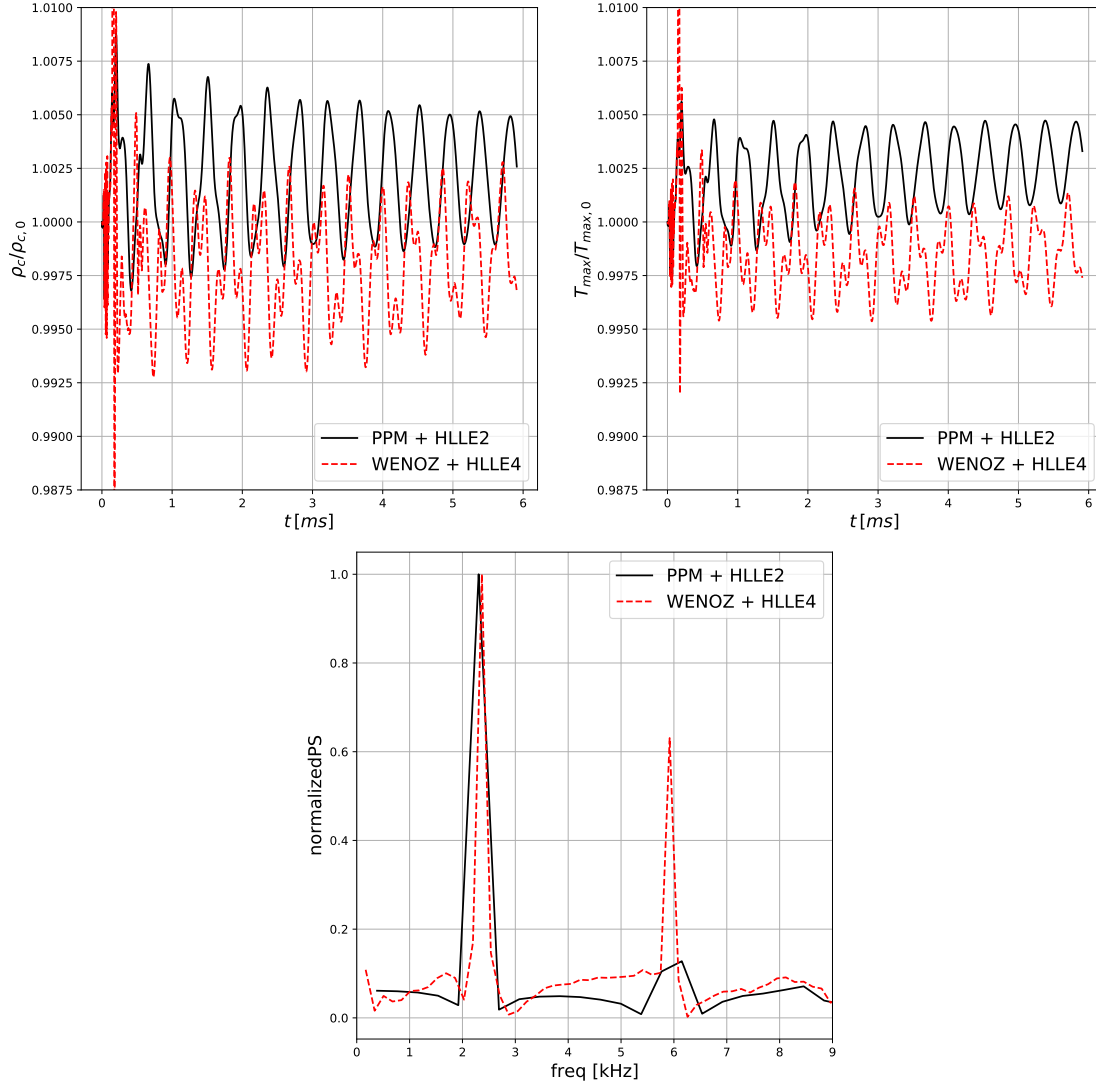 1.0100
1.0075
1.0050
1.0025
1.0000
0.9975
0.9950
0.9925
0.9900
0.9875
ρc/ρc, 0
0 1 2 3 4 5 6
t [ms]
PPM + HLLE2
WENOZ + HLLE4
1.0100
1.0075
1.0050
1.0025
1.0000
0.9975
0.9950
0.9925
0.9900
0.9875
Tmax/Tmax, 0
0 1 2 3 4 5 6
t [ms]
PPM + HLLE2
WENOZ + HLLE4
1.0
0.8
0.6
0.4
0.2
0.0
normalizedPS
0 1 2 3 4 5 6 7 8 9
freq [kHz]
PPM + HLLE2
WENOZ + HLLE4